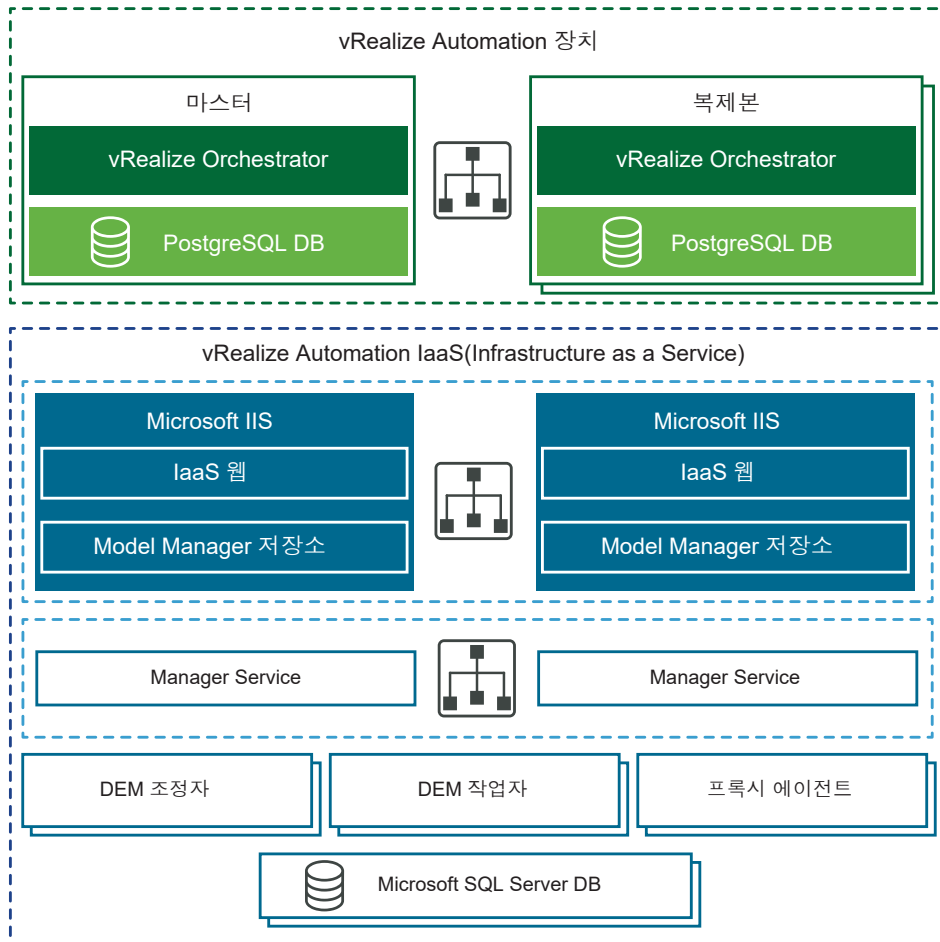 vRealize Automation 장치
마스터
복제본
vRealize Orchestrator
vRealize Orchestrator
PostgreSQL DB
PostgreSQL DB
vRealize Automation IaaS(Infrastructure as a Service)
Microsoft IIS
Microsoft IIS
IaaS 웹
IaaS 웹
Model Manager 저장소
Model Manager 저장소
Manager Service
Manager Service
DEM 조정자
DEM 작업자
프록시 에이전트
Microsoft SQL Server DB